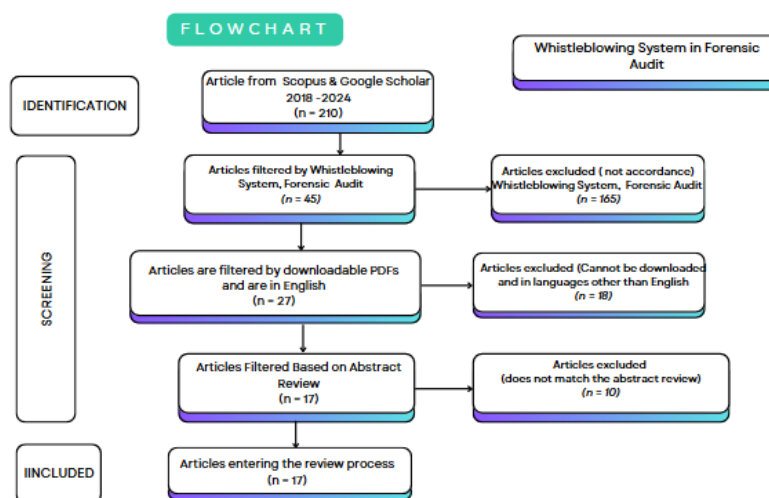 FLOWCHART
Whistleblowing System in Forensic
Audit
IDENTIFICATION
Article from Scopus & Google Scholar
2018 -2024
(n = 210)
SCREENING
Articles filtered by Whistleblowing
System, Forensic Audit
(n = 45)
Articles excluded ( not accordance)
Whistleblowing System, Forensic Audit
(n = 165)
Articles are filtered by downloadable PDFs
and are in English
(n = 27)
Articles excluded (Cannot be downloaded
and in languages other than English
(n = 18)
Articles Filtered Based on Abstract
Review
(n = 17)
Articles excluded
(does not match the abstract review)
(n = 10)
IINCLUDED
Articles entering the review process
n = 17)